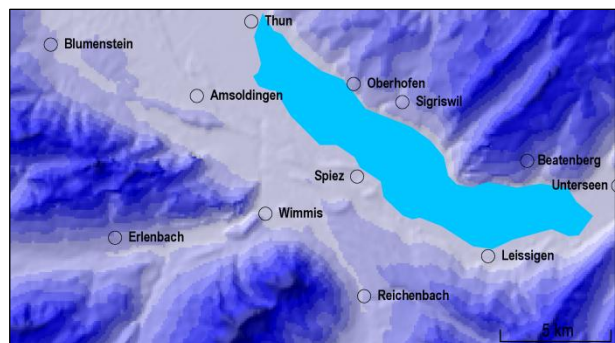 Thun
Blumenstein
Oberhofen
Amsoldingen
Sigriswil
Beatenberg
Spiez
Unterseen
Wimmis
Erlenbach
Leissigen
Reichenbach
5 km